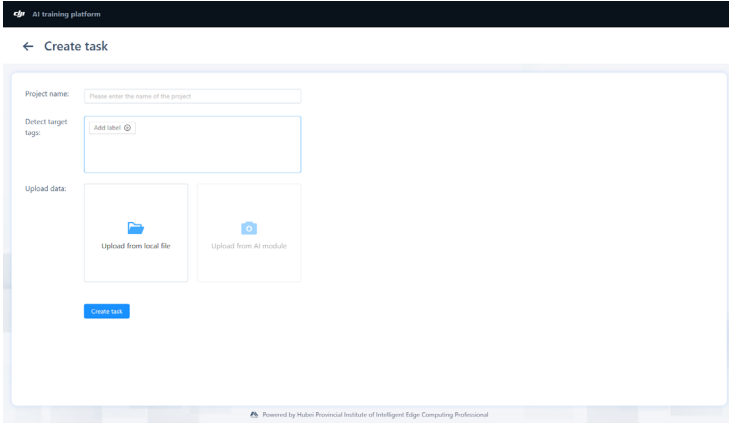 dji AI training platform
← Create task
Project name:
Please enter the name of the project
Detect target
tags:
Add label
Upload data:
Upload from local file
Upload from AI module
Create task
Powered by Hubei Provincial Institute of Intelligent Edge Computing Professional